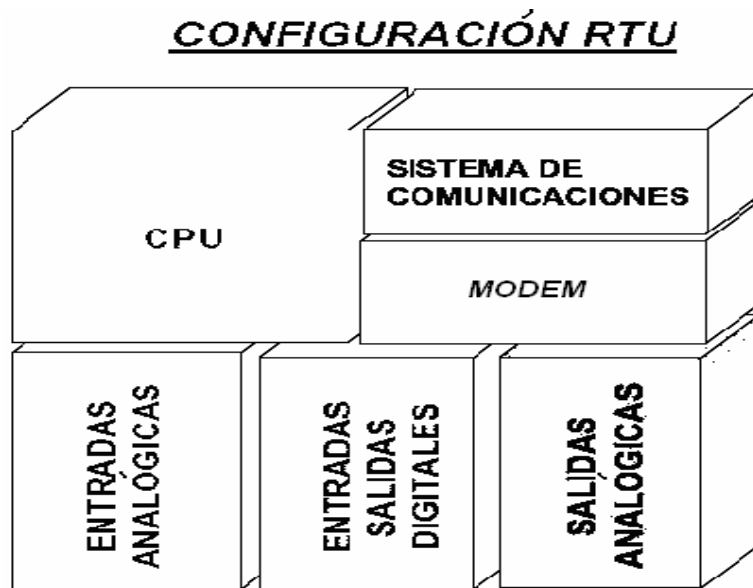 CONFIGURACIÓN RTU
CPU
SISTEMA DE
COMUNICACIONES
MODEM
ENTRADAS
ANALÓGICAS
ENTRADAS
SALIDAS
DIGITALES
SALIDAS
ANALÓGICAS